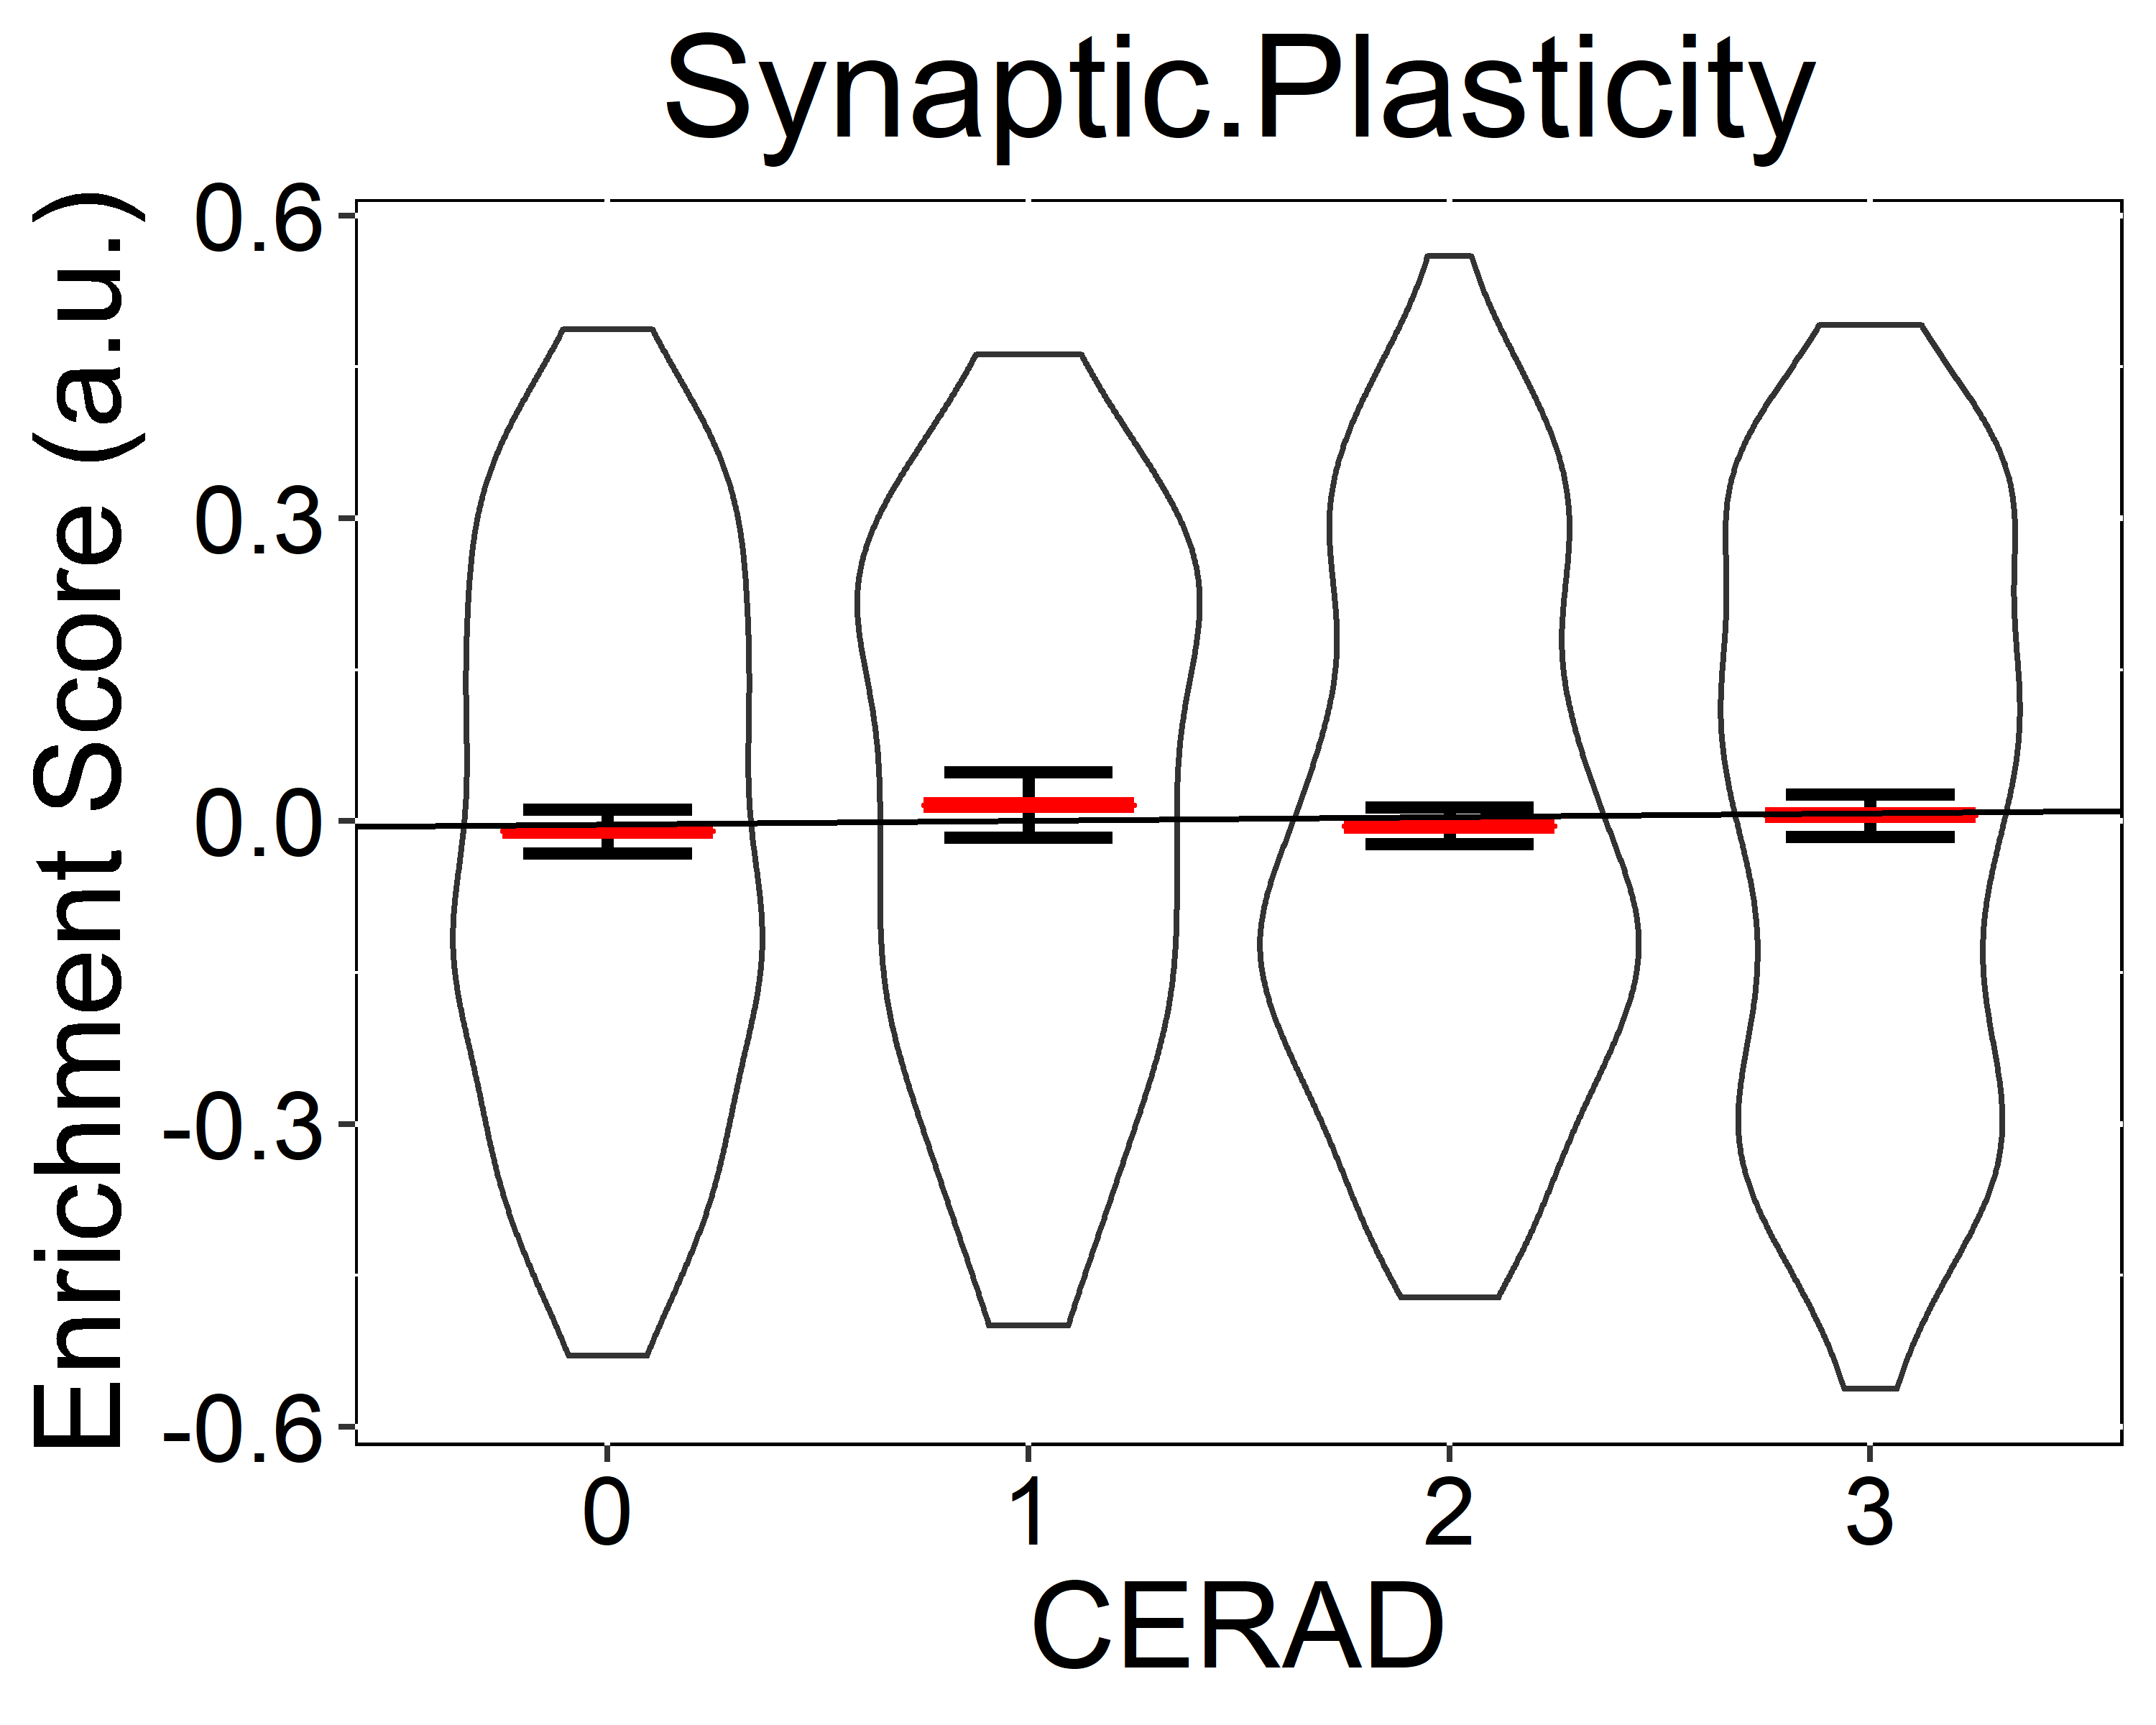 Synaptic.Plasticity
Enrichment Score (a.u.)
0.6
0.3
0.0
-0.3
-0.6
0 1 2 3
CERAD